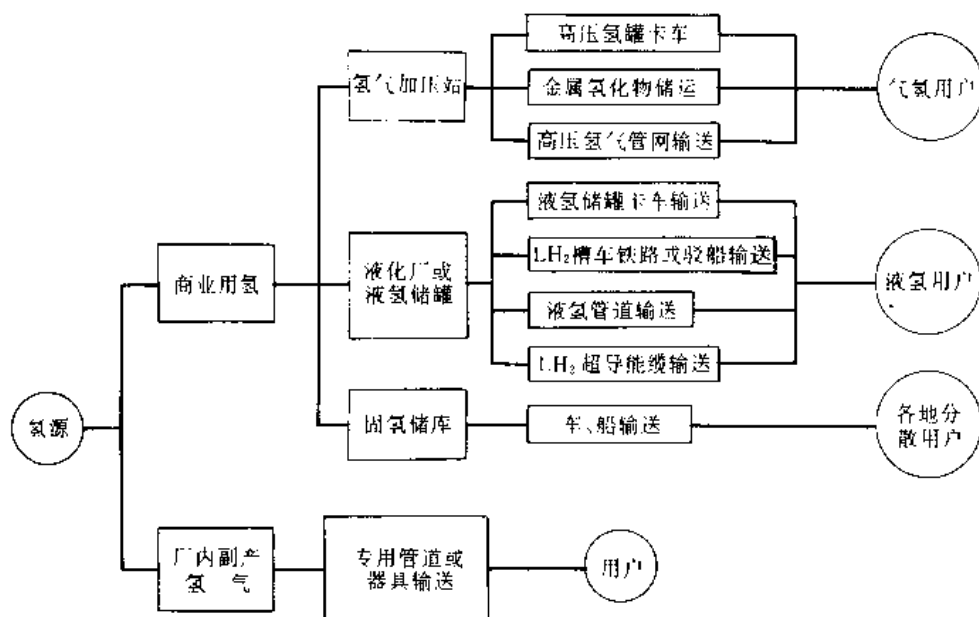 高压氢罐卡车
氢气加压站
金属氢化物储运
气氢用户
高压氢气管网输送
液氢储罐卡车输送
LH₂槽车铁路或驳船输送
商业用氢
液化厂或
液氢储罐
液氢用户
液氢管道输送
LH₂超导能缆输送
氢源
固氢储库
车、船输送
各地分
散用户
厂内副产
氢 气
专用管道或
器具输送
用户